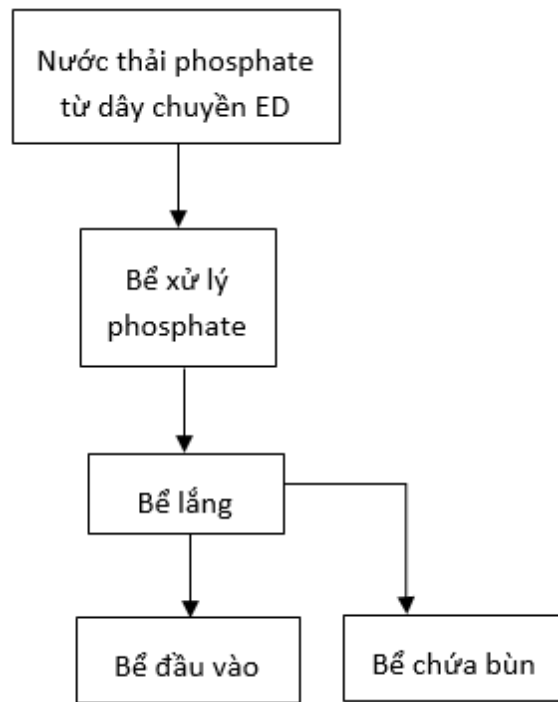 Nước thải phosphate
từ dây chuyền ED
Bể xử lý
phosphate
Bể lắng
Bể đầu vào
Bể chứa bùn